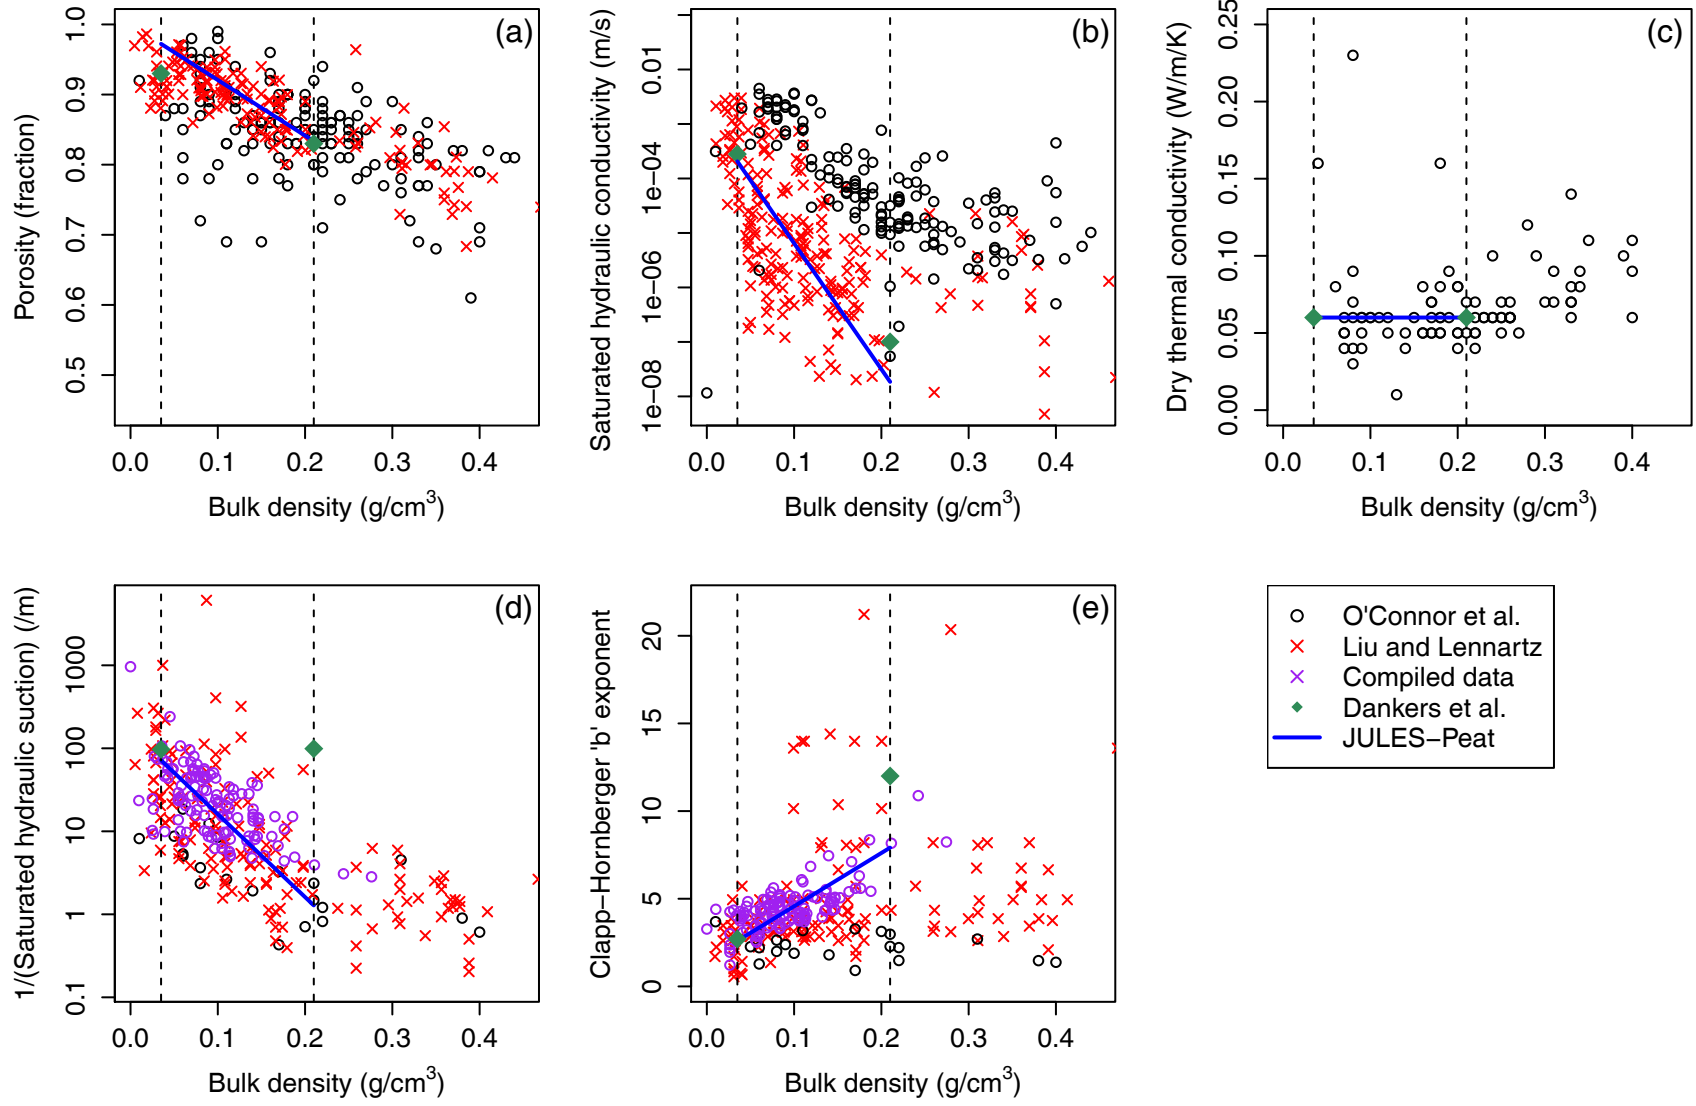 (a)
Porosity (fraction)
1.0
0.9
0.8
0.7
0.6
0.5
0.0 0.1 0.2 0.3 0.4
Bulk density (g/cm³)
(b)
Saturated hydraulic conductivity (m/s)
0.01
1e−04
1e−06
1e−08
0.0 0.1 0.2 0.3 0.4
Bulk density (g/cm³)
(c)
Dry thermal conductivity (W/m/K)
0.25
0.20
0.15
0.10
0.05
0.00
0.0 0.1 0.2 0.3 0.4
Bulk density (g/cm³)
(d)
1/(Saturated hydraulic suction) (/m)
1000
100
10
1
0.1
0.0 0.1 0.2 0.3 0.4
Bulk density (g/cm³)
(e)
Clapp−Hornberger 'b' exponent
20
15
10
5
0
0.0 0.1 0.2 0.3 0.4
Bulk density (g/cm³)
O'Connor et al.
Liu and Lennartz
Compiled data
Dankers et al.
JULES−Peat